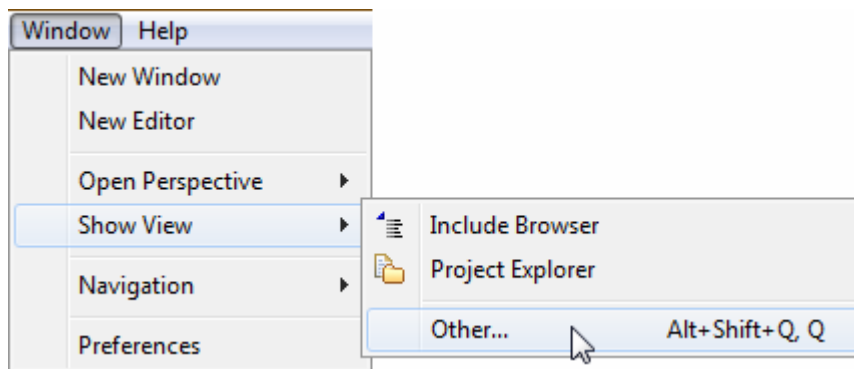 Window Help
New Window
New Editor
Open Perspective
Show View
Include Browser
Project Explorer
Navigation
Other... Alt+Shift+Q, Q
Preferences